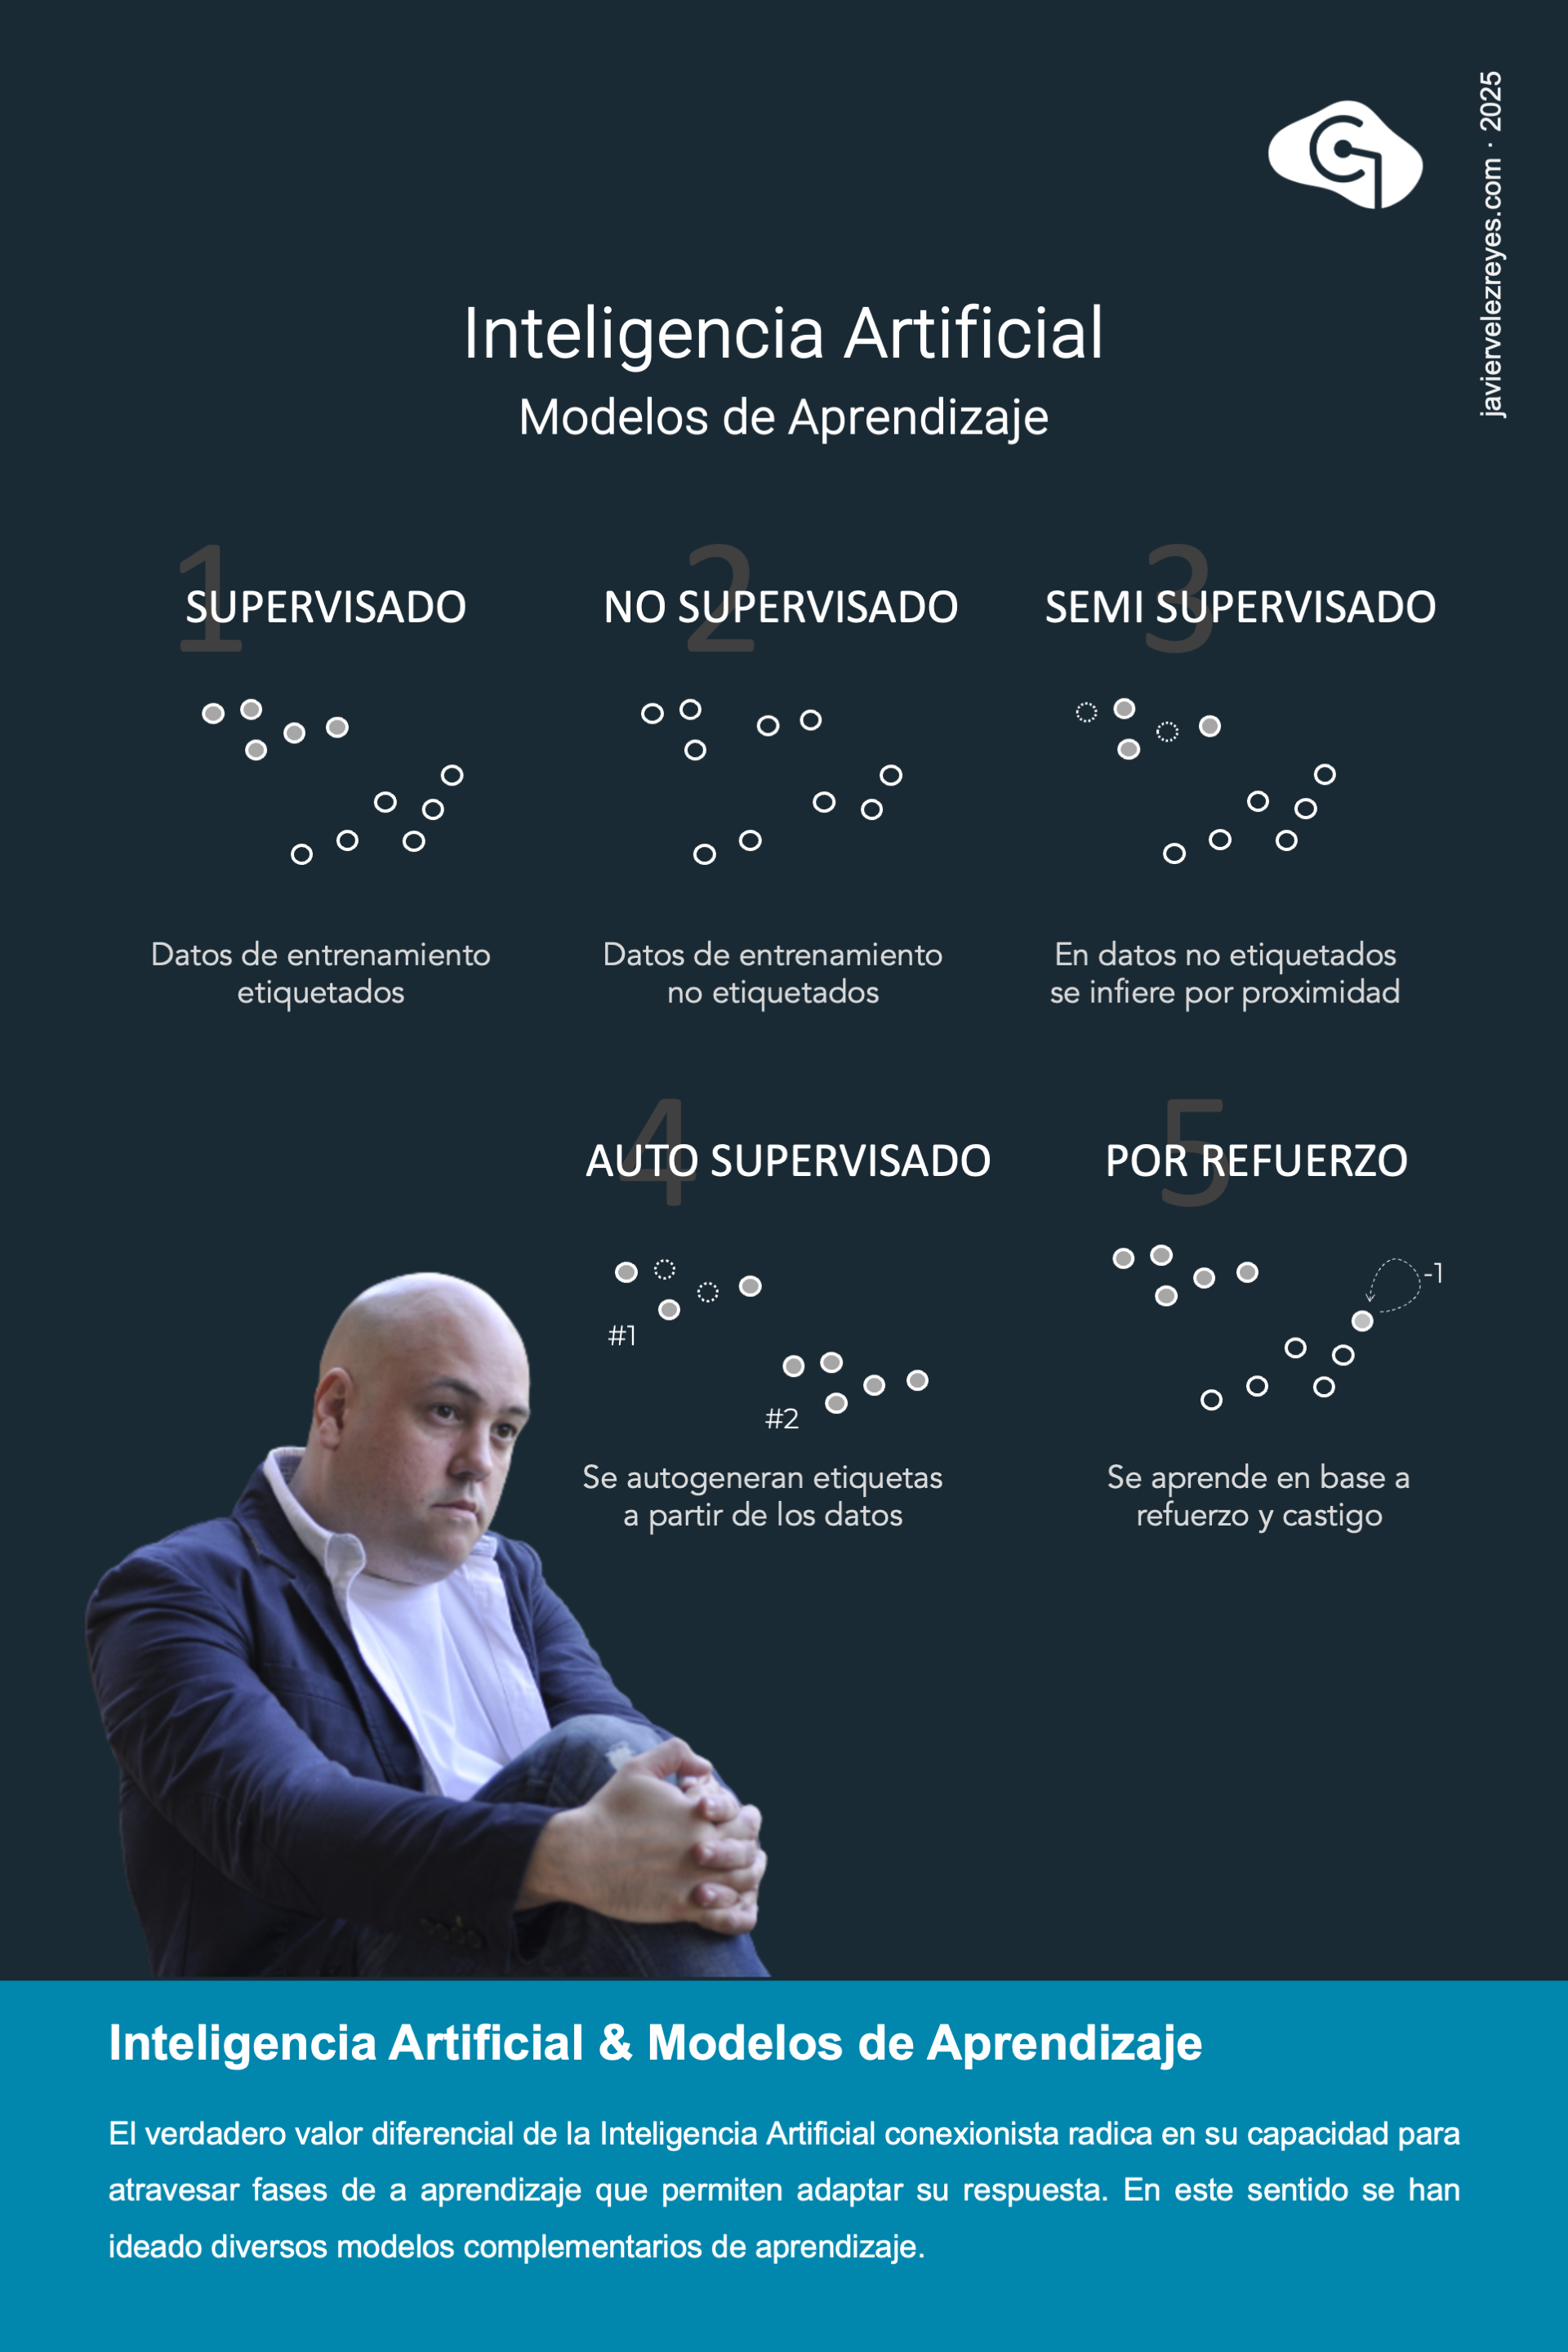 javiervelezreyes.com · 2025
Inteligencia Artificial
Modelos de Aprendizaje
1
SUPERVISADO
2
NO SUPERVISADO
3
SEMI SUPERVISADO
Datos de entrenamiento
etiquetados
Datos de entrenamiento
no etiquetados
En datos no etiquetados
se infiere por proximidad
4
AUTO SUPERVISADO
5
POR REFUERZO
-1
#1
#2
Se autogeneran etiquetas
a partir de los datos
Se aprende en base a
refuerzo y castigo
Inteligencia Artificial & Modelos de Aprendizaje
El verdadero valor diferencial de la Inteligencia Artificial conexionista radica en su capacidad para
atravesar fases de a aprendizaje que permiten adaptar su respuesta. En este sentido se han
ideado diversos modelos complementarios de aprendizaje.